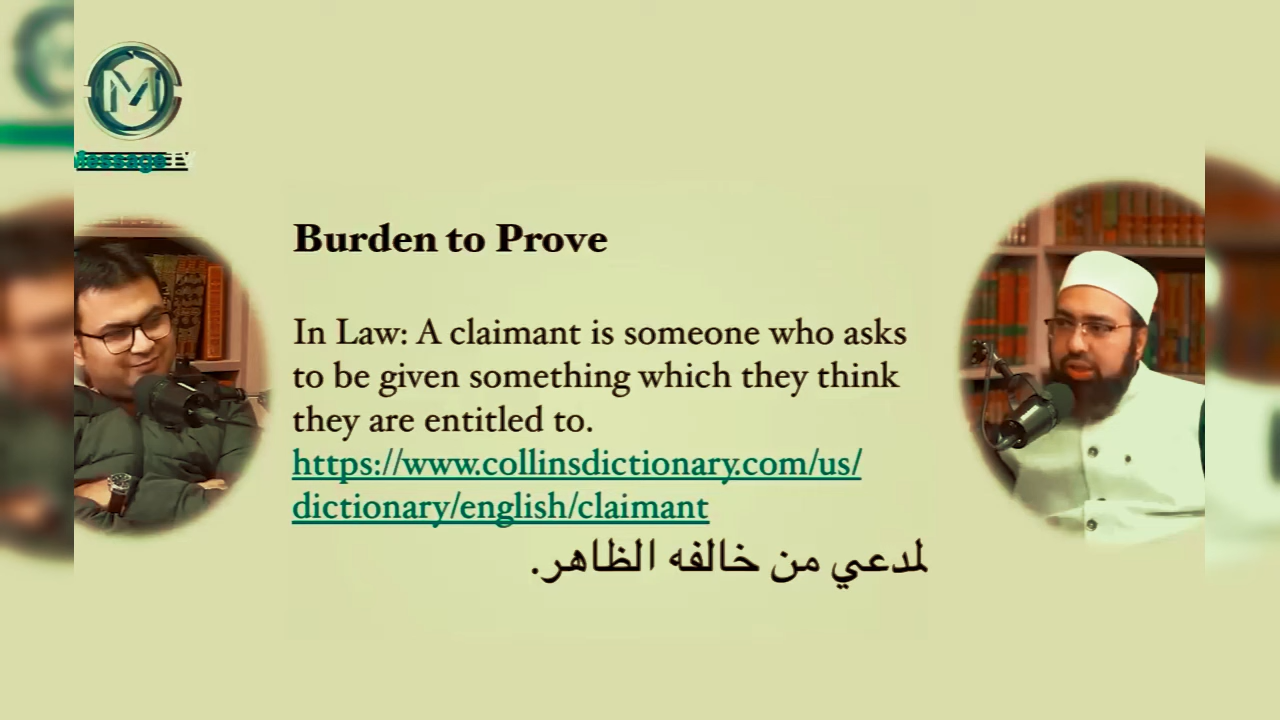 M
MessageTV
Burden to Prove
In Law: A claimant is someone who asks
to be given something which they think
they are entitled to.
https://www.collinsdictionary.com/us/
dictionary/english/claimant
لمدعي من خالفه الظاهر.